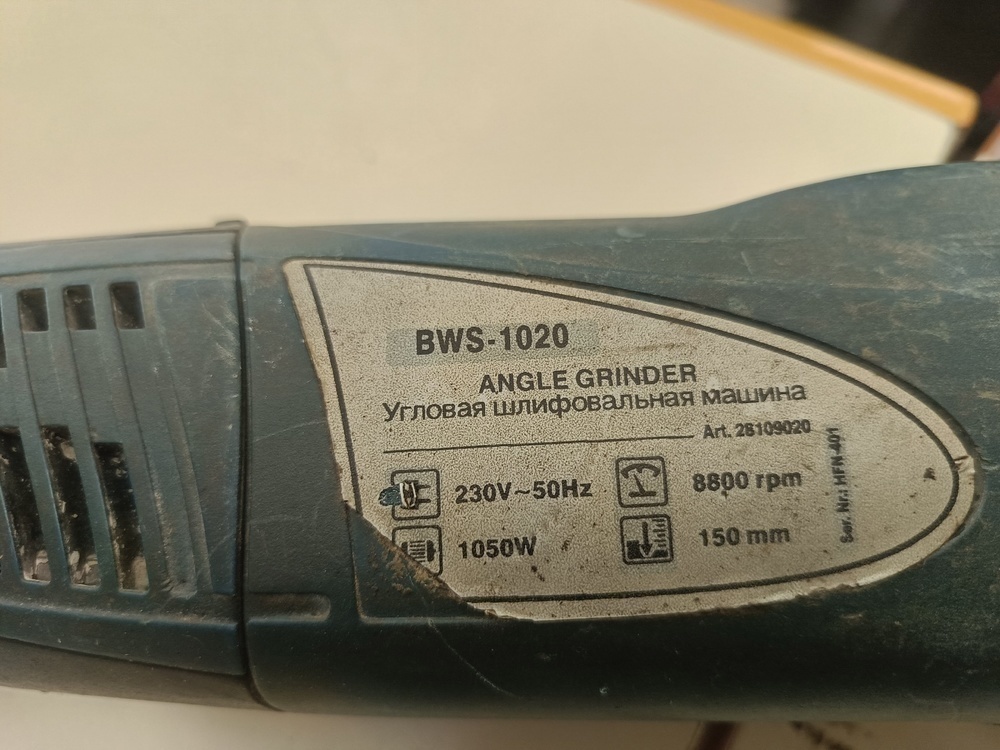 BWS-1020
ANGLE GRINDER
Угловая шлифовальная машина
Art. 28109020
230V~50Hz
8800 rpm
1050W
150 mm
Ser. Nr.: HFN-401